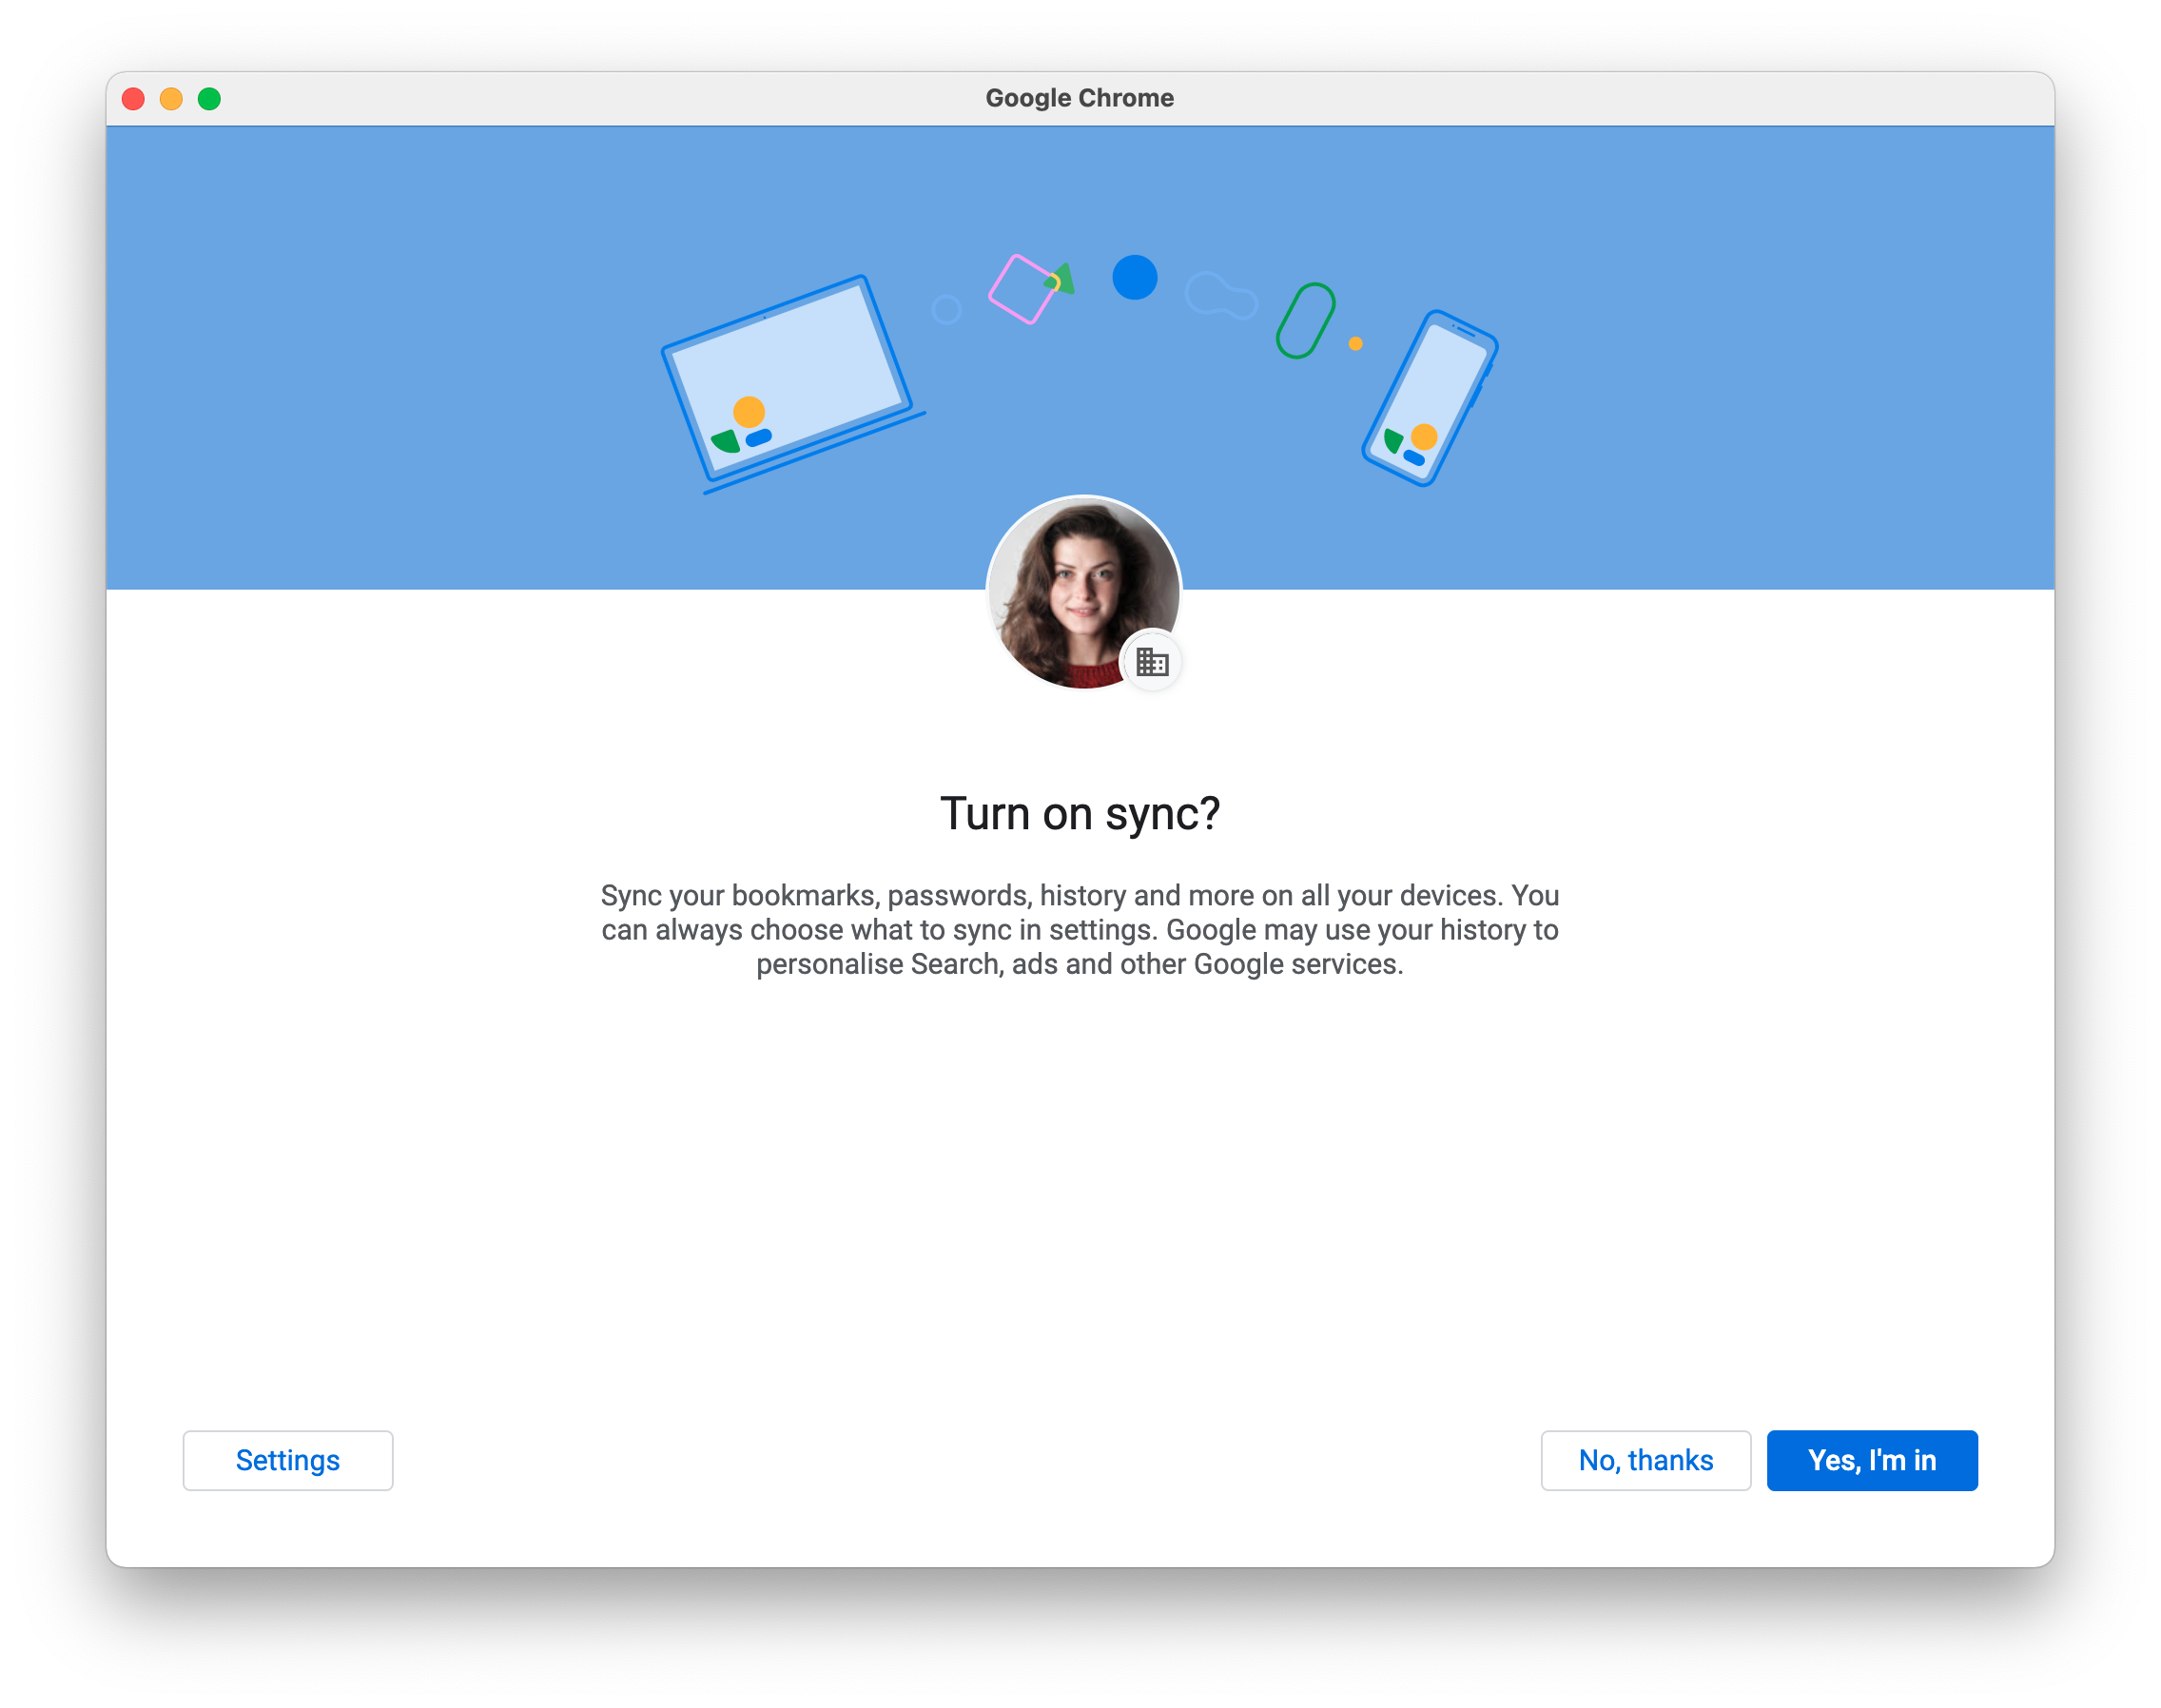 Google Chrome
Turn on sync?
Sync your bookmarks, passwords, history and more on all your devices. You
can always choose what to sync in settings. Google may use your history to
personalise Search, ads and other Google services.
Settings
No, thanks
Yes, I'm in